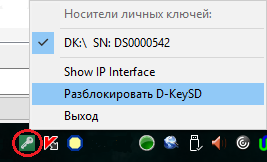 Носители личных ключей:
DK:\ SN: DS0000542
Show IP Interface
Разблокировать D-KeySD
Выход